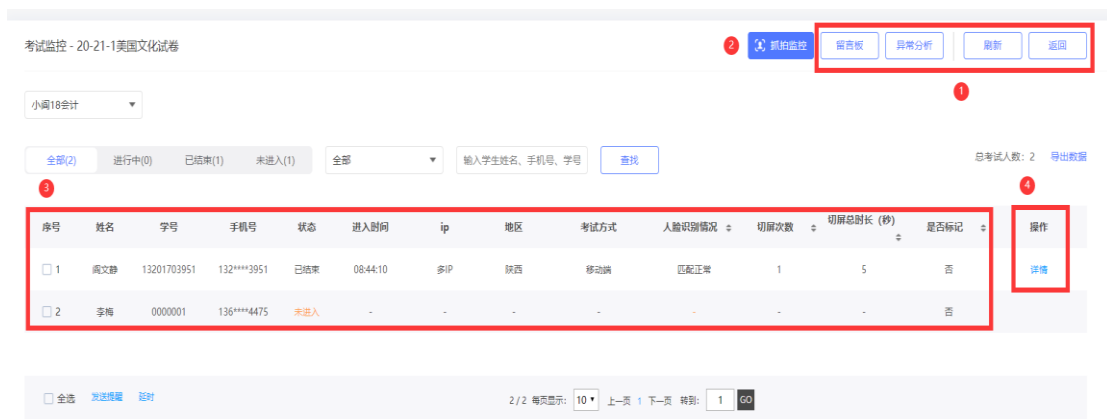 考试监控 - 20-21-1美国文化试卷 2 抓拍监控 留言板 异常分析 刷新 返回
1
小阎18会计
全部(2) 进行中(0) 已结束(1) 未进入(1) 全部 输入学生姓名、手机号、学号 查找 总考试人数：2 导出数据
3 4
序号 姓名 学号 手机号 状态 进入时间 ip 地区 考试方式 人脸识别情况 切屏次数 切屏总时长（秒） 是否标记 操作
1 阎文静 13201703951 132****3951 已结束 08:44:10 多IP 陕西 移动端 匹配正常 1 5 否 详情
2 李梅 0000001 136****4475 未进入 - - - - - - - 否
全选 发送提醒 延时 2 / 2 每页显示: 10 上一页 1 下一页 转到: 1 GO